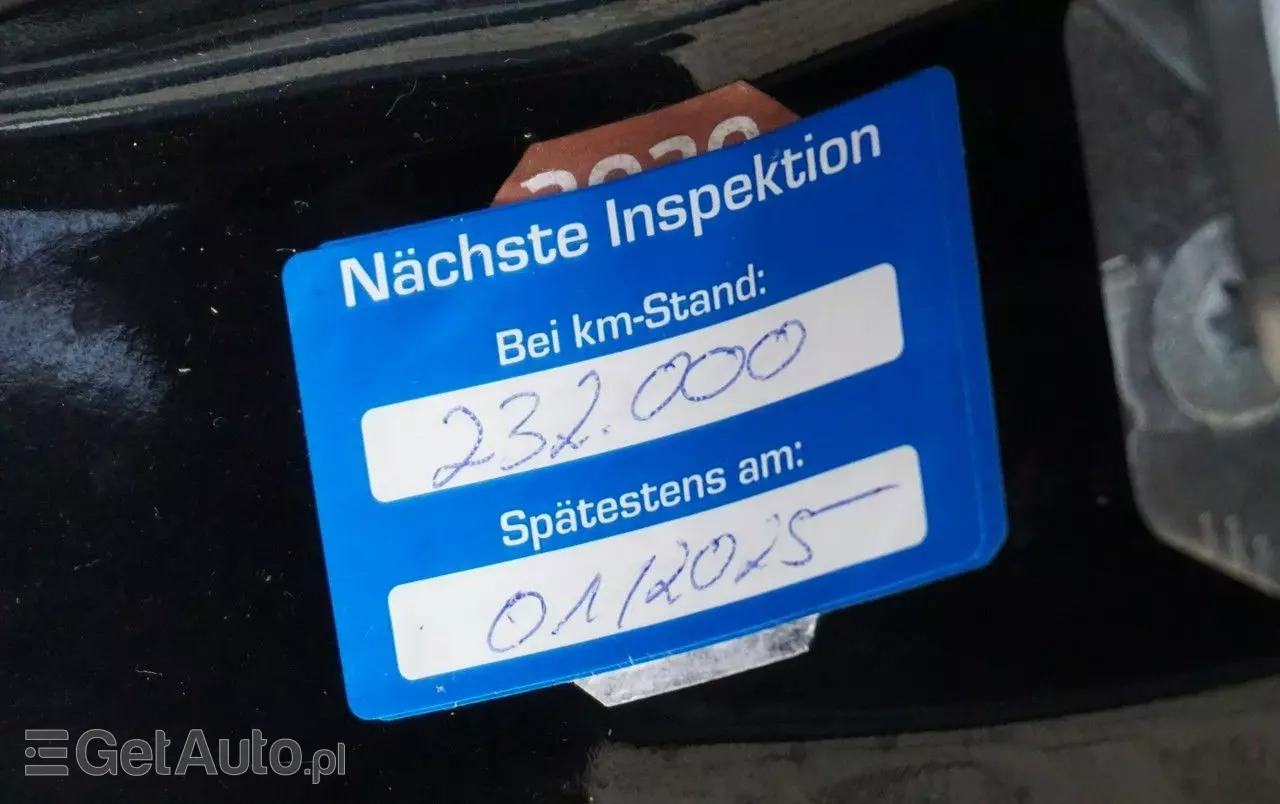 Nächste Inspektion
Bei km-Stand:
232.000
Spätestens am:
01/2025
GetAuto.pl